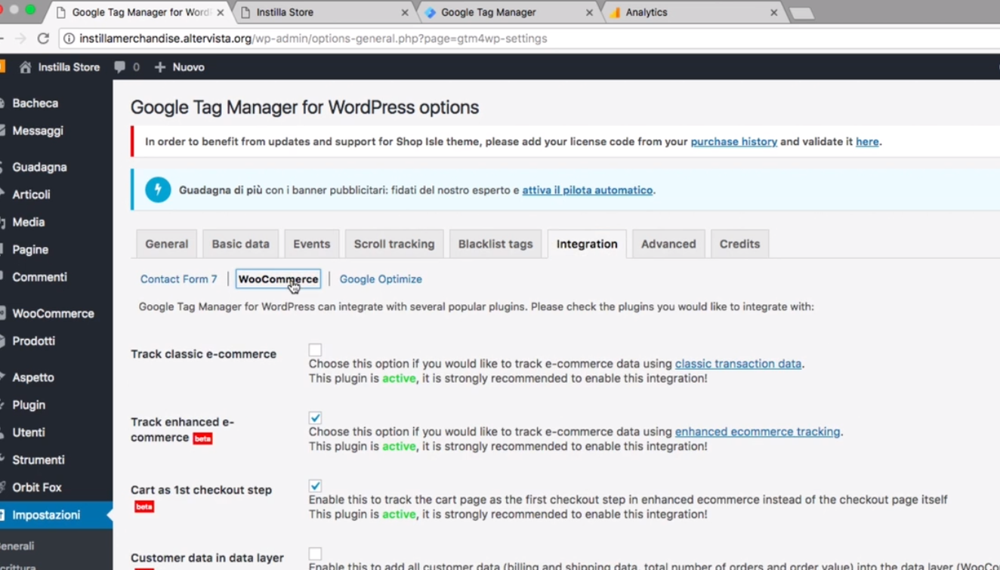 Google Tag Manager for Word
Instilla Store
Google Tag Manager
Analytics
instillamerchandise.altervista.org/wp-admin/options-general.php?page=gtm4wp-settings
Instilla Store
0
+ Nuovo
Bacheca
Messaggi
Guadagna
Articoli
Media
Pagine
Commenti
WooCommerce
Prodotti
Aspetto
Plugin
Utenti
Strumenti
Orbit Fox
Impostazioni
Google Tag Manager for WordPress options
In order to benefit from updates and support for Shop Isle theme, please add your license code from your purchase history and validate it here.
Guadagna di più con i banner pubblicitari: fidati del nostro esperto e attiva il pilota automatico.
General
Basic data
Events
Scroll tracking
Blacklist tags
Integration
Advanced
Credits
Contact Form 7 | WooCommerce | Google Optimize
Google Tag Manager for WordPress can integrate with several popular plugins. Please check the plugins you would like to integrate with:
Track classic e-commerce
Choose this option if you would like to track e-commerce data using classic transaction data.
This plugin is active, it is strongly recommended to enable this integration!
Track enhanced e-
commerce beta
Choose this option if you would like to track e-commerce data using enhanced ecommerce tracking.
This plugin is active, it is strongly recommended to enable this integration!
Cart as 1st checkout step
beta
Enable this to track the cart page as the first checkout step in enhanced ecommerce instead of the checkout page itself
This plugin is active, it is strongly recommended to enable this integration!
Customer data in data layer
Enable this to add all customer data (billing and shipping data, total number of orders and order value) into the data layer (WooCo